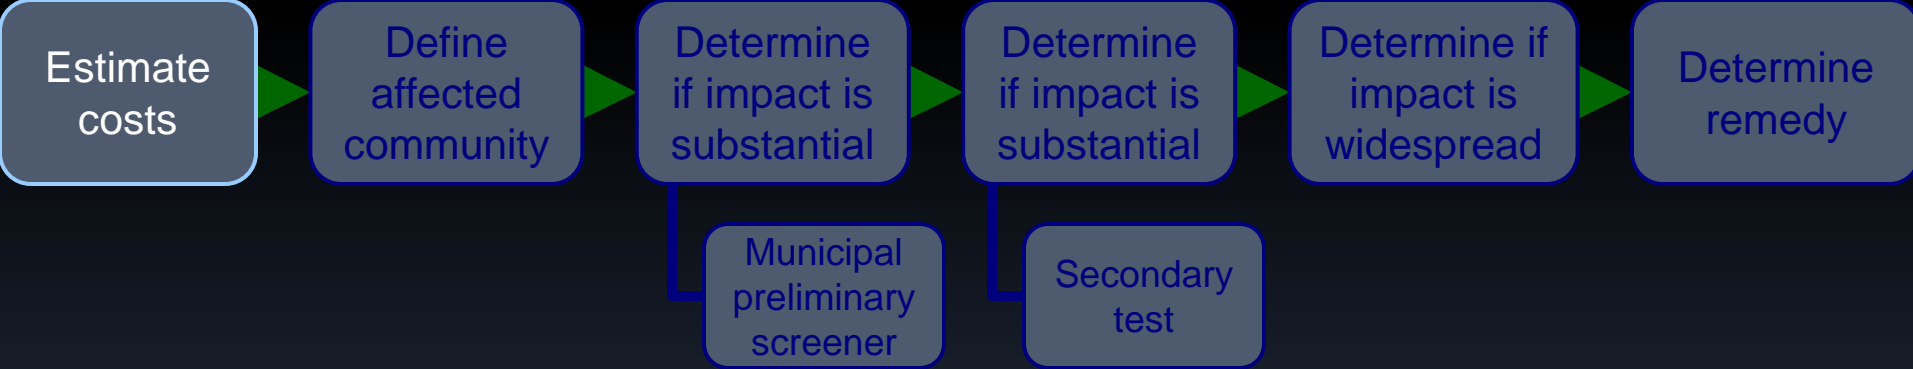 Estimate
costs
Define
affected
community
Determine
if impact is
substantial
Determine
if impact is
substantial
Determine if
impact is
widespread
Determine
remedy
Municipal
preliminary
screener
Secondary
test